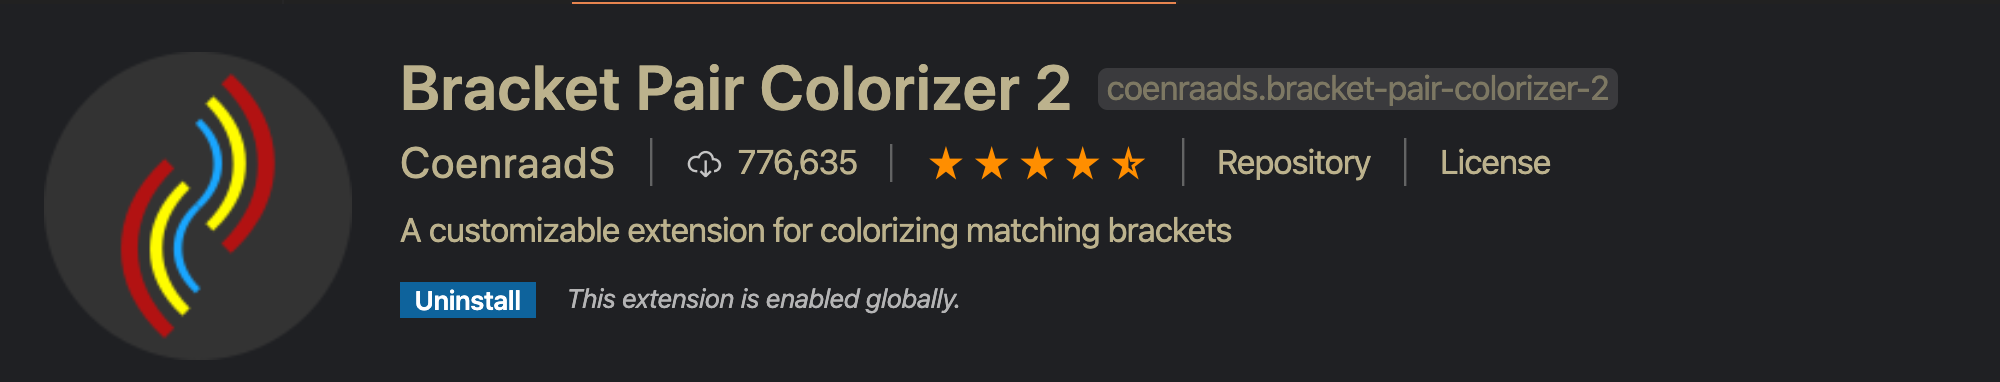 Bracket Pair Colorizer 2 coenraads.bracket-pair-colorizer-2
CoenraadS 776,635 Repository License
A customizable extension for colorizing matching brackets
Uninstall This extension is enabled globally.